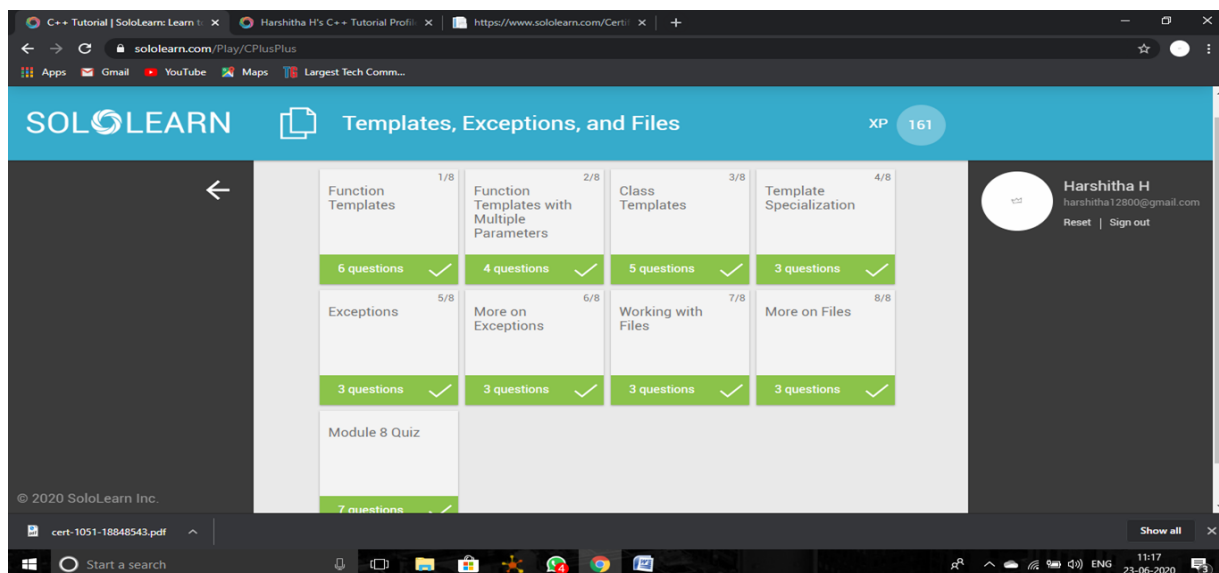 C++ Tutorial | SoloLearn: Learn to
Harshitha H's C++ Tutorial Profile
https://www.sololearn.com/Certif
sololearn.com/Play/CPlusPlus
Apps Gmail YouTube Maps Largest Tech Comm...
SOLOLEARN
Templates, Exceptions, and Files
XP 161
Harshitha H
harshitha12800@gmail.com
Reset | Sign out
1/8
Function
Templates
6 questions
2/8
Function
Templates with
Multiple
Parameters
4 questions
3/8
Class
Templates
5 questions
4/8
Template
Specialization
3 questions
5/8
Exceptions
3 questions
6/8
More on
Exceptions
3 questions
7/8
Working with
Files
3 questions
8/8
More on Files
3 questions
Module 8 Quiz
7 questions
© 2020 SoloLearn Inc.
cert-1051-18848543.pdf
Show all
Start a search
4
ENG
11:17
23-06-2020
3